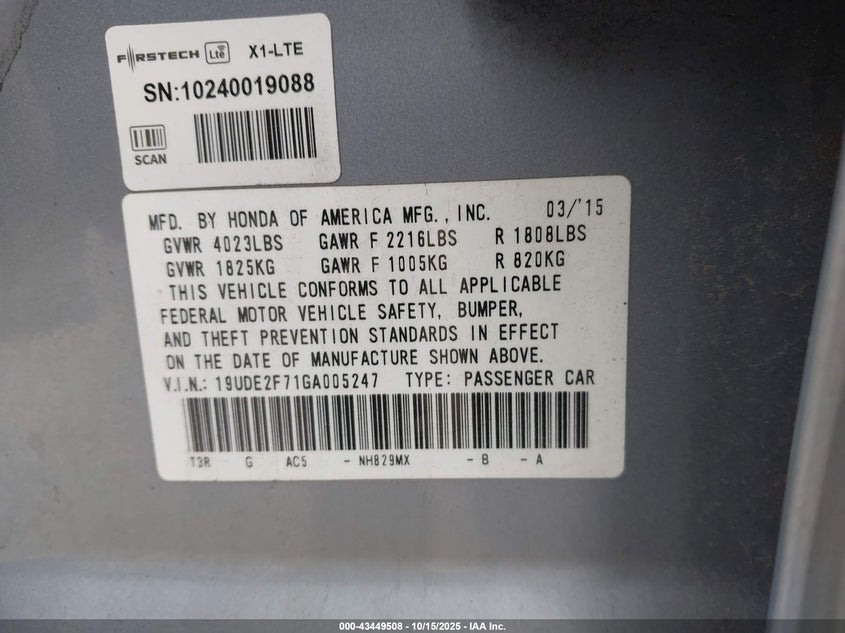 FIRSTECH Lte X1-LTE
SN:10240019088
SCAN
MFD. BY HONDA OF AMERICA MFG., INC. 03/'15
GVWR 4023LBS GAWR F 2216LBS R 1808LBS
GVWR 1825KG GAWR F 1005KG R 820KG
THIS VEHICLE CONFORMS TO ALL APPLICABLE
FEDERAL MOTOR VEHICLE SAFETY, BUMPER,
AND THEFT PREVENTION STANDARDS IN EFFECT
ON THE DATE OF MANUFACTURE SHOWN ABOVE.
V.I.N.: 19UDE2F71GA005247 TYPE: PASSENGER CAR
T3R G AC5 - NH829MX - B - A
000-43449508 - 10/15/2025 - IAA Inc.